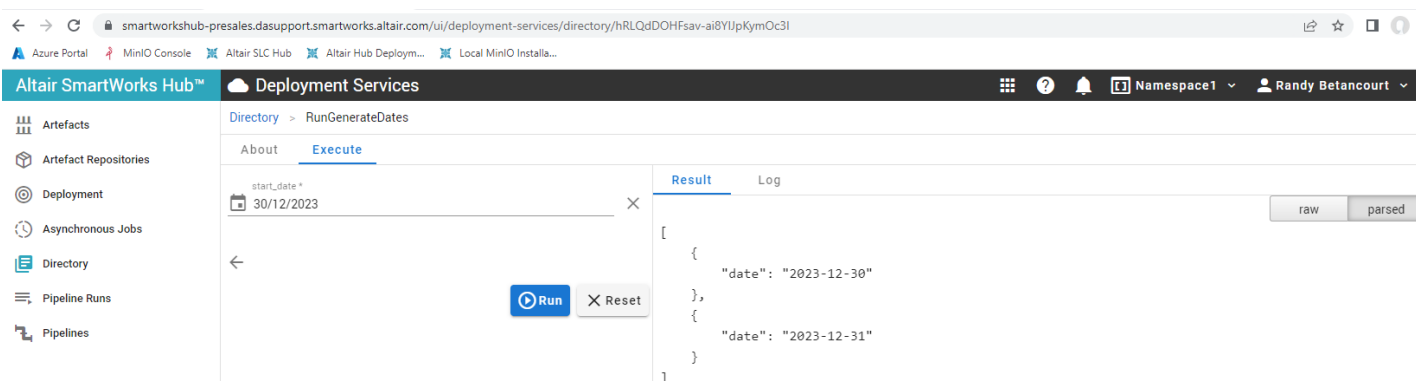 smartworkshub-presales.dasupport.smartworks.altair.com/ui/deployment-services/directory/hRLQdDOHFsav-ai8YIJpKymOc3I
Azure Portal MinIO Console Altair SLC Hub Altair Hub Deploym... Local MinIO Installa...
Altair SmartWorks Hub™ Deployment Services Namespace1 Randy Betancourt
Artefacts
Artefact Repositories
Deployment
Asynchronous Jobs
Directory
Pipeline Runs
Pipelines
Directory > RunGenerateDates
About Execute
start_date *
30/12/2023
Run Reset
Result Log
raw parsed
[
{
"date": "2023-12-30"
},
{
"date": "2023-12-31"
}
]